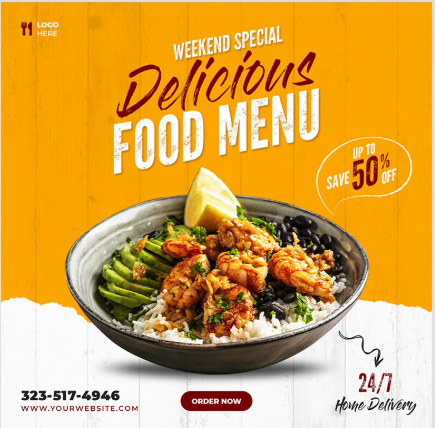 LOGO
HERE
WEEKEND SPECIAL
Delicious
FOOD MENU
UP TO
SAVE 50% OFF
24/7
Home Delivery
323-517-4946
WWW.YOURWEBSITE.COM
ORDER NOW